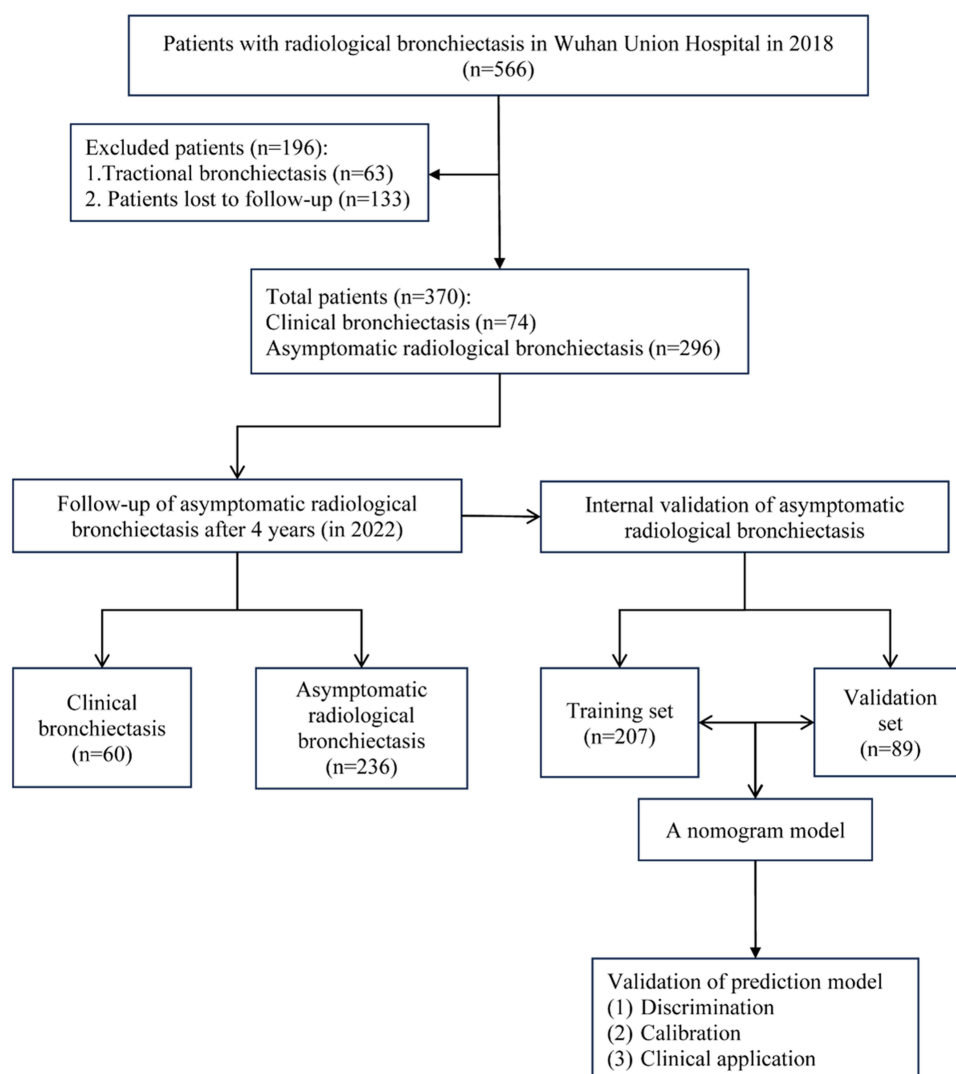 Patients with radiological bronchiectasis in Wuhan Union Hospital in 2018
(n=566)
Excluded patients (n=196):
1.Tractional bronchiectasis (n=63)
2. Patients lost to follow-up (n=133)
Total patients (n=370):
Clinical bronchiectasis (n=74)
Asymptomatic radiological bronchiectasis (n=296)
Follow-up of asymptomatic radiological
bronchiectasis after 4 years (in 2022)
Internal validation of asymptomatic
radiological bronchiectasis
Clinical
bronchiectasis
(n=60)
Asymptomatic
radiological
bronchiectasis
(n=236)
Training set
(n=207)
Validation
set
(n=89)
A nomogram model
Validation of prediction model
(1) Discrimination
(2) Calibration
(3) Clinical application